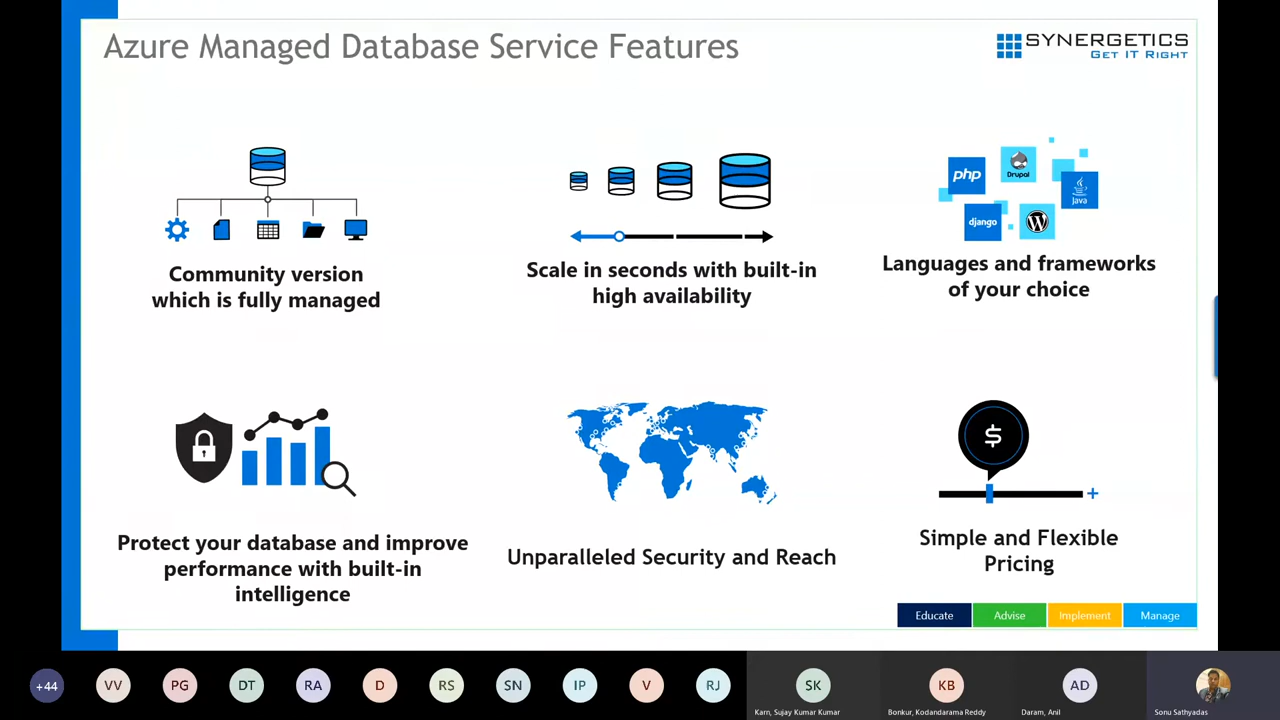 Azure Managed Database Service Features
SYNERGETICS
GET IT RIGHT
Community version
which is fully managed
Scale in seconds with built-in
high availability
php
Drupal
Java
django
W
Languages and frameworks
of your choice
$
Protect your database and improve
performance with built-in
intelligence
Unparalleled Security and Reach
Simple and Flexible
Pricing
Educate
Advise
Implement
Manage
+44
VV
PG
DT
RA
D
RS
SN
IP
V
RJ
SK
KB
AD
Karn, Sujay Kumar Kumar
Bonkur, Kodandarama Reddy
Daram, Anil
Sonu Sathyadas